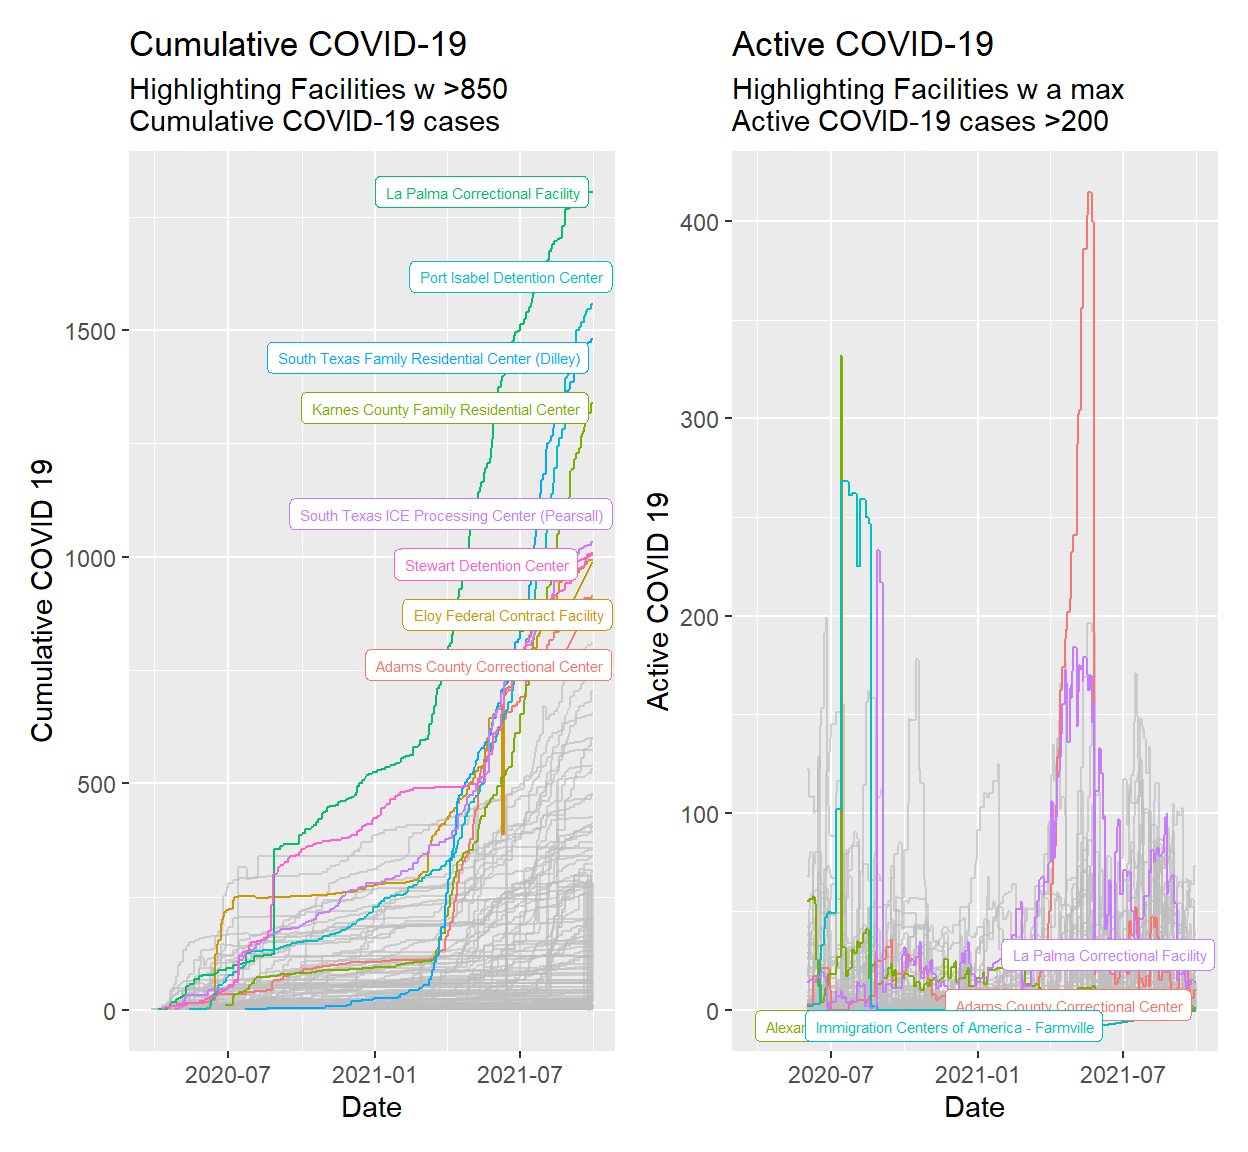 Cumulative COVID-19
Highlighting Facilities w >850
Cumulative COVID-19 cases
La Palma Correctional Facility
Port Isabel Detention Center
South Texas Family Residential Center (Dilley)
Karnes County Family Residential Center
South Texas ICE Processing Center (Pearsall)
Stewart Detention Center
Eloy Federal Contract Facility
Adams County Correctional Center
1500
1000
500
0
Cumulative COVID 19
2020-07
2021-01
2021-07
Date
Active COVID-19
Highlighting Facilities w a max
Active COVID-19 cases >200
400
300
200
100
0
Active COVID 19
La Palma Correctional Facility
Adams County Correctional Center
Immigration Centers of America - Farmville
2020-07
2021-01
2021-07
Date